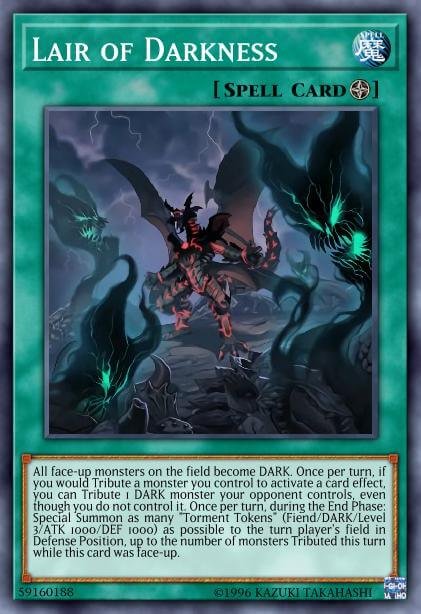 LAIR OF DARKNESS
SPELL
魔
[SPELL CARD]
All face-up monsters on the field become DARK. Once per turn, if
you would Tribute a monster you control to activate a card effect,
you can Tribute 1 DARK monster your opponent controls, even
though you do not control it. Once per turn, during the End Phase:
Special Summon as many "Torment Tokens" (Fiend/DARK/Level
3/ATK 1000/DEF 1000) as possible to the turn player's field in
Defense Position, up to the number of monsters Tributed this turn
while this card was face-up.
59160188
©1996 KAZUKI TAKAHASHI